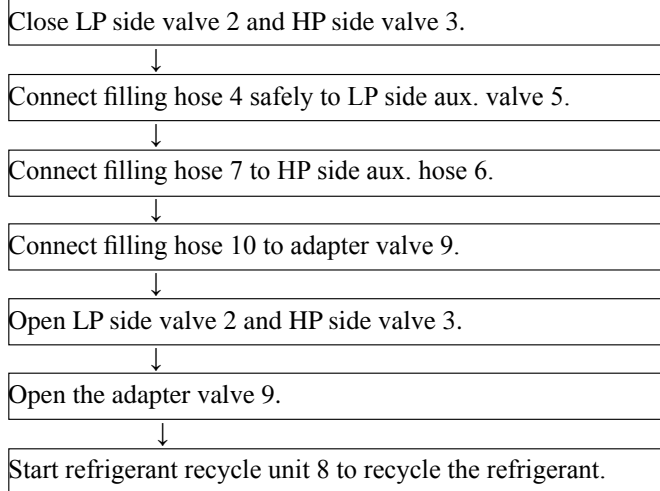 Close LP side valve 2 and HP side valve 3.
↓
Connect filling hose 4 safely to LP side aux. valve 5.
↓
Connect filling hose 7 to HP side aux. hose 6.
↓
Connect filling hose 10 to adapter valve 9.
↓
Open LP side valve 2 and HP side valve 3.
↓
Open the adapter valve 9.
↓
Start refrigerant recycle unit 8 to recycle the refrigerant.